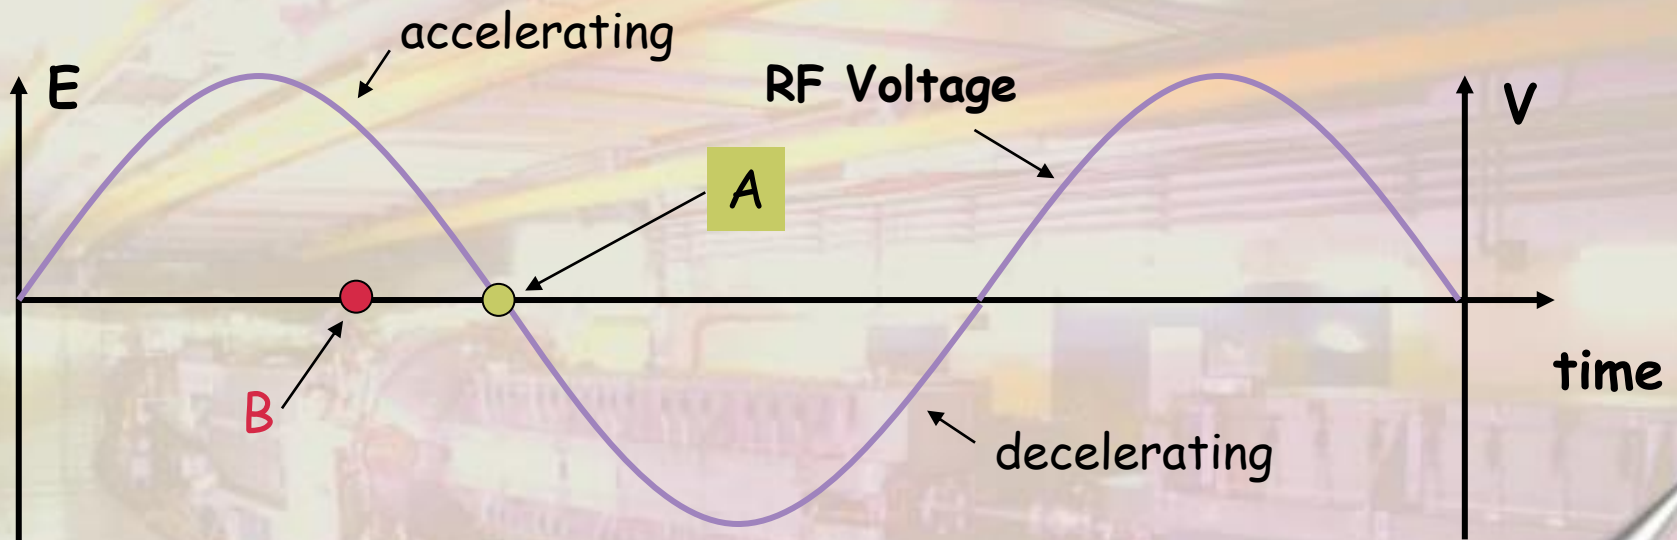 accelerating
E
RF Voltage
V
A
time
B
decelerating